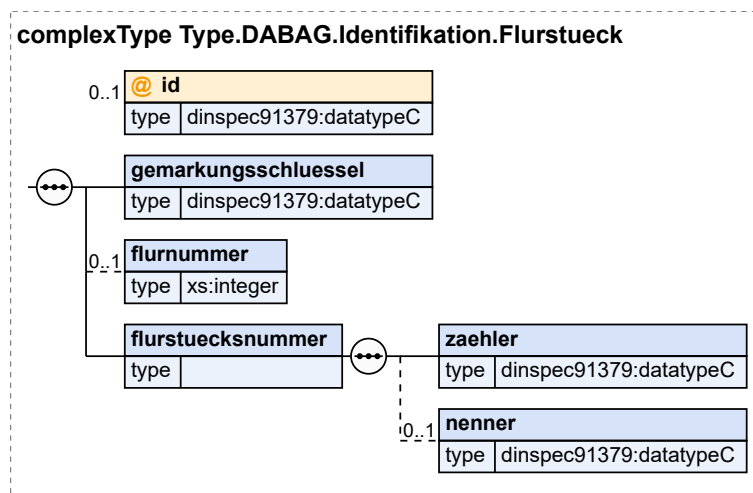 complexType Type.DABAG.Identifikation.Flurstueck
0..1
@ id
type dinspec91379:datatypeC
gemarkungsschluessel
type dinspec91379:datatypeC
0..1
flurnummer
type xs:integer
flurstuecksnummer
type
zaehler
type dinspec91379:datatypeC
0..1
nenner
type dinspec91379:datatypeC